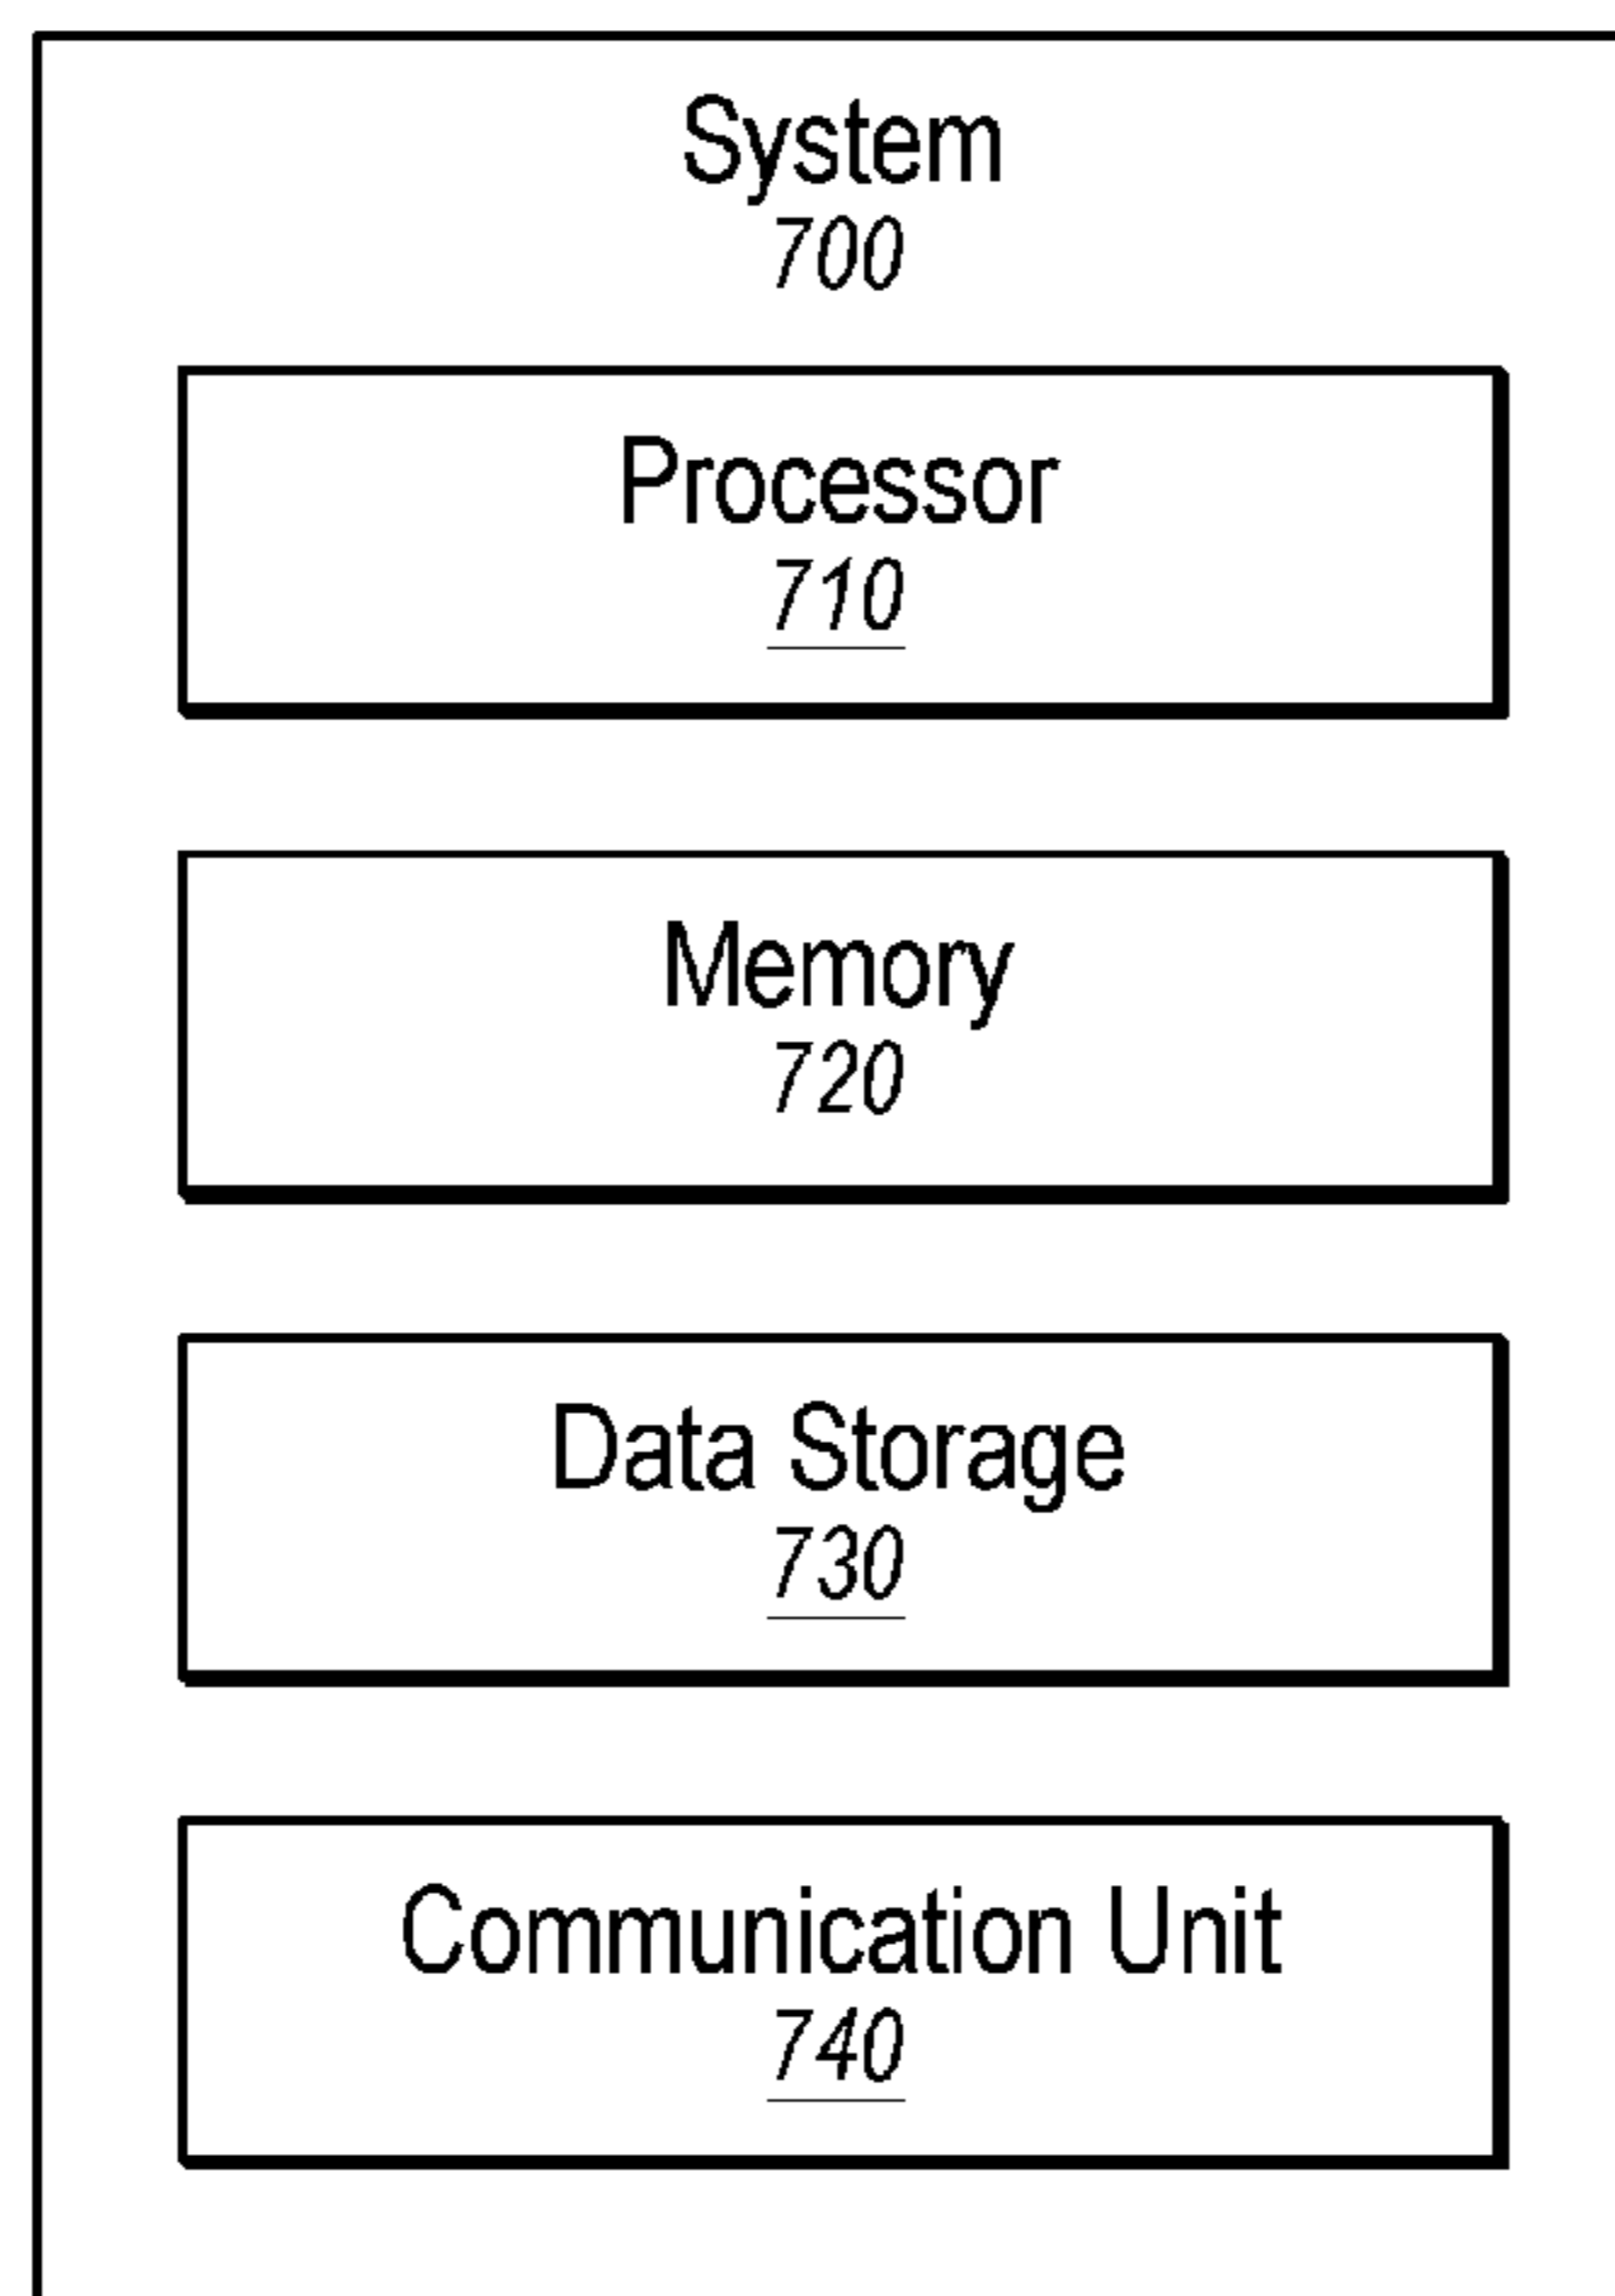 System
700
Processor
710
Memory
720
Data Storage
730
Communication Unit
740